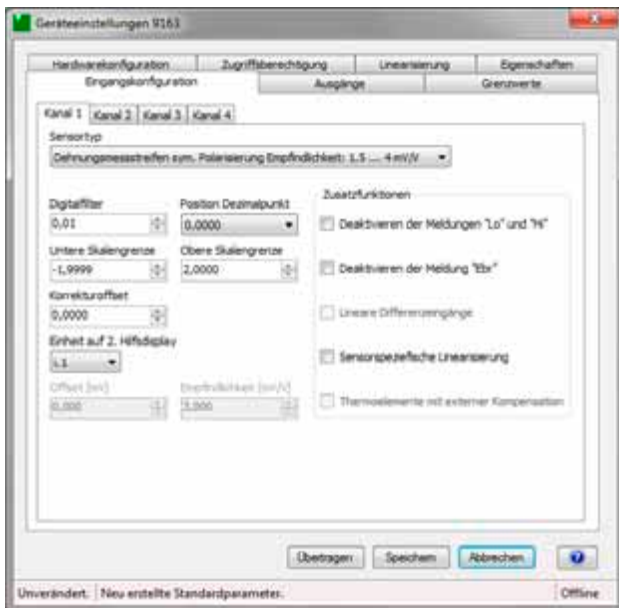 Geräteeinstellungen 9163
Hardwarekonfiguration Zugriffsberechtigung Linearisierung Eigenschaften
Eingangskonfiguration Ausgänge Grenzwerte
Kanal 1 Kanal 2 Kanal 3 Kanal 4
Sensortyp
Dehnungsmessstreifen sym. Polarisierung Empfindlichkeit: 1.5 ... 4 mV/V
Digitalfilter
0,01
Position Dezimalpunkt
0.0000
Untere Skalengrenze
-1,9999
Obere Skalengrenze
2,0000
Korrekturoffset
0,0000
Einheit auf 2. Hilfsdisplay
Offset [mV]
0,000
Empfindlichkeit [mV/V]
3,000
Zusatzfunktionen
Deaktivieren der Meldungen "Lo" und "Hi"
Deaktivieren der Meldung "Ebr"
Lineare Differenzeingänge
Sensorspezifische Linearisierung
Thermoelemente mit externer Kompensation
Übertragen Speichern Abbrechen ?
Unverändert. Neu erstellte Standardparameter. Offline